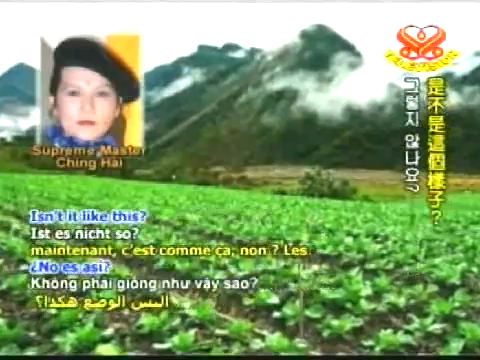 Supreme Master
Ching Hai
是不是這個樣子？
그렇지 않나요?
Isn't it like this?
Ist es nicht so?
maintenant, c'est comme ça, non ? Les
¿No es así?
Không phải giống như vậy sao?
أليس الوضع هكذا؟